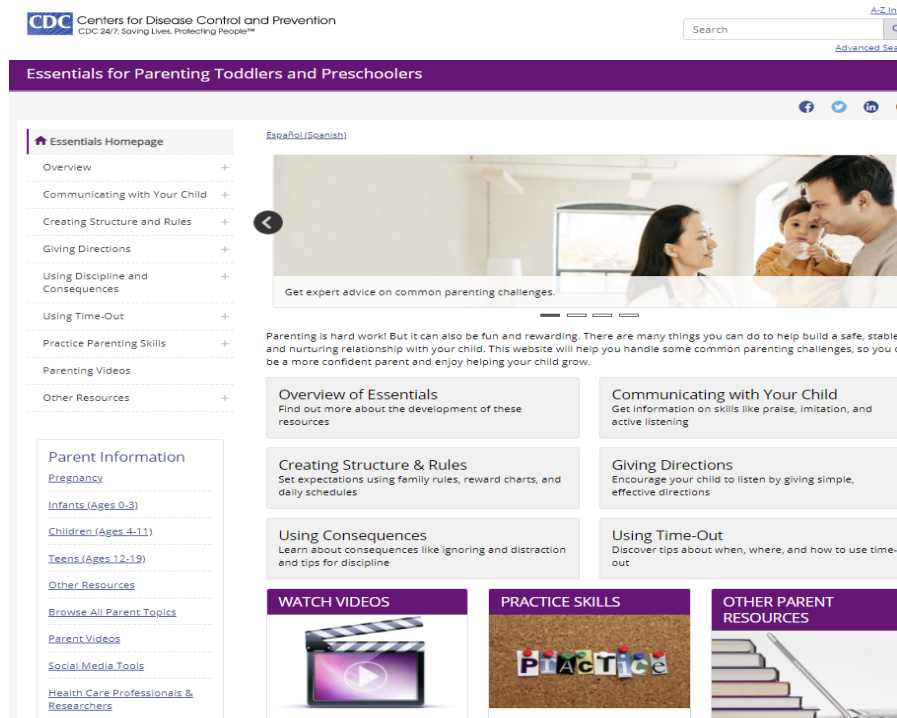 CDC Centers for Disease Control and Prevention
CDC 24/7: Saving Lives, Protecting People™
Search
Advanced
Essentials for Parenting Toddlers and Preschoolers
Essentials Homepage
Overview
Communicating with Your Child
Creating Structure and Rules
Giving Directions
Using Discipline and
Consequences
Using Time-Out
Practice Parenting Skills
Parenting Videos
Other Resources
Parent Information
Pregnancy
Infants (Ages 0-3)
Children (Ages 4-11)
Teens (Ages 12-19)
Other Resources
Browse All Parent Topics
Parent Videos
Social Media Tools
Health Care Professionals &
Researchers
Español (Spanish)
Get expert advice on common parenting challenges.
Parenting is hard work! But it can also be fun and rewarding. There are many things you can do to help build a safe, stable
and nurturing relationship with your child. This website will help you handle some common parenting challenges, so you
be a more confident parent and enjoy helping your child grow.
Overview of Essentials
Find out more about the development of these
resources
Communicating with Your Child
Get information on skills like praise, imitation, and
active listening
Creating Structure & Rules
Set expectations using family rules, reward charts, and
daily schedules
Giving Directions
Encourage your child to listen by giving simple,
effective directions
Using Consequences
Learn about consequences like ignoring and distraction
and tips for discipline
Using Time-Out
Discover tips about when, where, and how to use time-
out
WATCH VIDEOS
PRACTICE SKILLS
PrAcTice
OTHER PARENT
RESOURCES